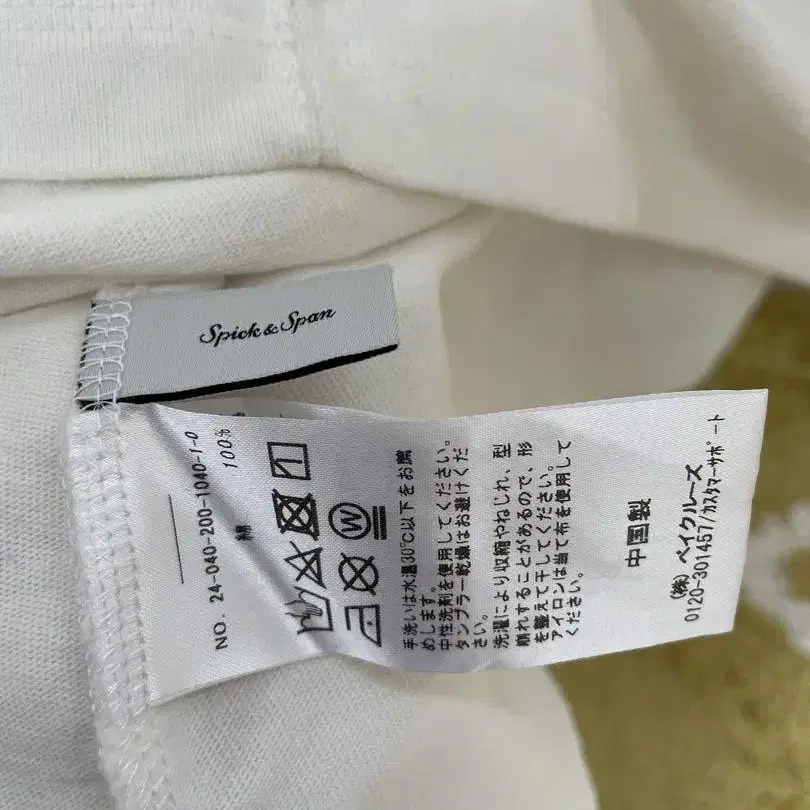 Spick & Span
NO. 24-040-200-1040-1-0
綿 100%
W
手洗いは水温30℃以下をお薦
めします。
中性洗剤を使用してください。
タンブラー乾燥はお避けくだ
さい。
洗濯により収縮やねじれ、型
崩れすることがあるので、形
を整えて干してください。
アイロンは当て布を使用して
ください。
中国製
(株) ベイクルーズ
0120-301457/カスタマーサポート